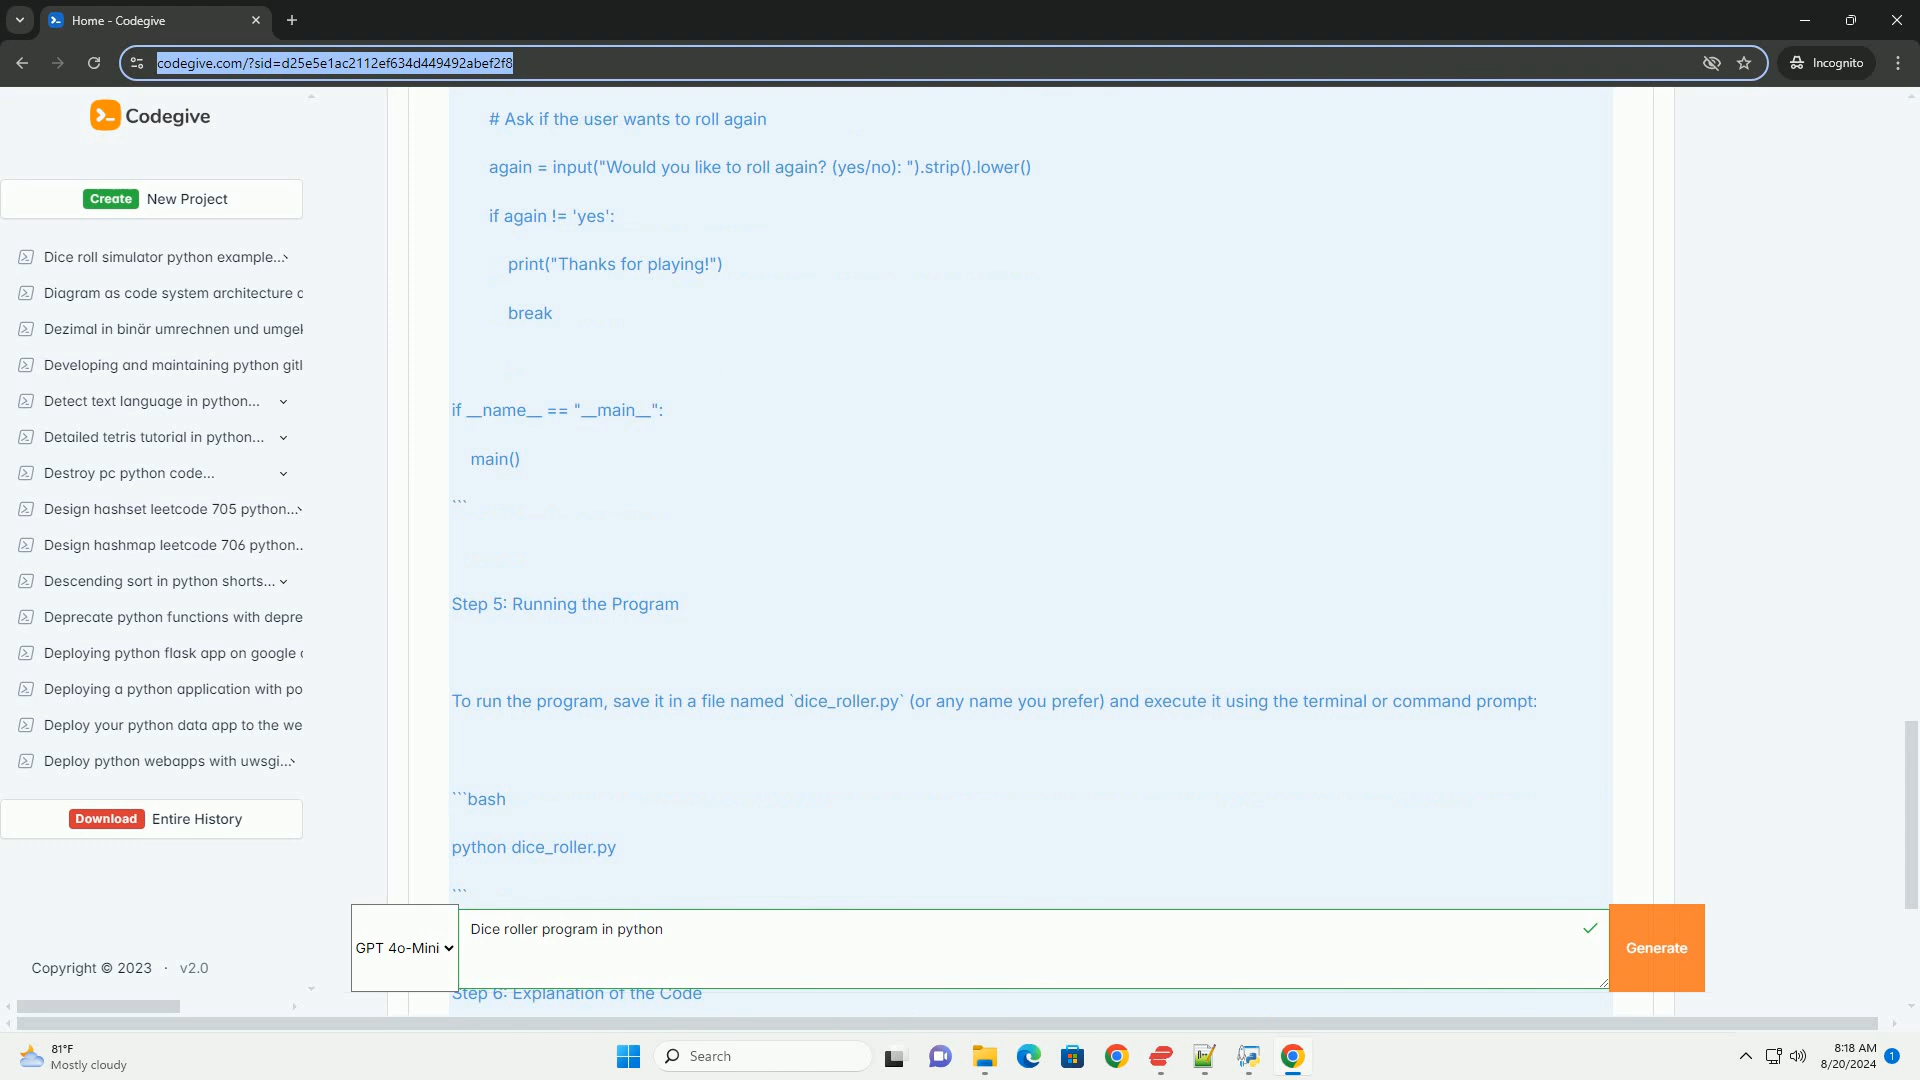 Home - Codegive
codegive.com/?sid=d25e5e1ac2112ef634d449492abef2f8
Incognito
Codegive
Create New Project
Dice roll simulator python example...
Diagram as code system architecture
Dezimal in binär umrechnen und umgek
Developing and maintaining python gitl
Detect text language in python...
Detailed tetris tutorial in python...
Destroy pc python code...
Design hashset leetcode 705 python...
Design hashmap leetcode 706 python..
Descending sort in python shorts...
Deprecate python functions with depre
Deploying python flask app on google
Deploying a python application with po
Deploy your python data app to the we
Deploy python webapps with uwsgi...
Download Entire History
Copyright © 2023 · v2.0
# Ask if the user wants to roll again
again = input("Would you like to roll again? (yes/no): ").strip().lower()
if again != 'yes':
print("Thanks for playing!")
break
if __name__ == "__main__":
main()
```
Step 5: Running the Program
To run the program, save it in a file named `dice_roller.py` (or any name you prefer) and execute it using the terminal or command prompt:
```bash
python dice_roller.py
```
GPT 4o-Mini
Dice roller program in python
Generate
Step 6: Explanation of the Code
81°F
Mostly cloudy
Search
8:18 AM
8/20/2024
1